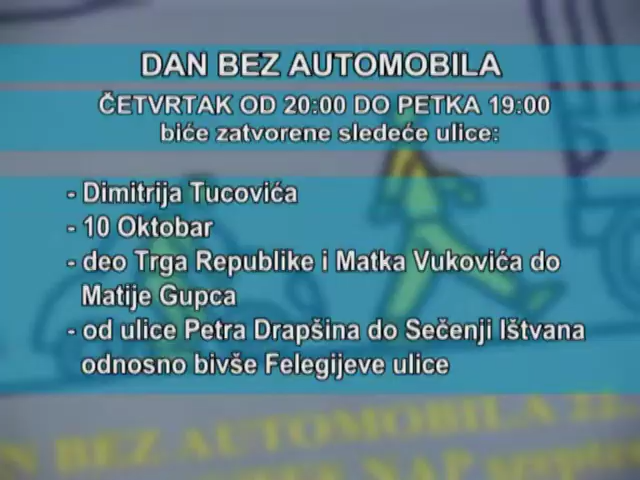 DAN BEZ AUTOMOBILA
ČETVRTAK OD 20:00 DO PETKA 19:00
biće zatvorene sledeće ulice:
- Dimitrija Tucovića
- 10 Oktobar
- deo Trga Republike i Matka Vukovića do
Matije Gupca
- od ulice Petra Drapšina do Sečenji Ištvana
odnosno bivše Felegijeve ulice
BEZ AUTOMOBILA